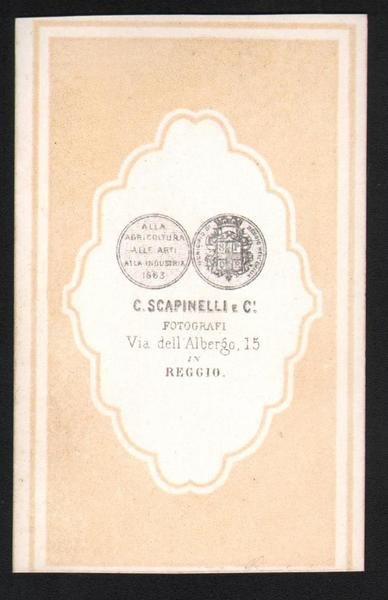 ALLA
AGRICOLTURA
ALLE ARTI
ALLA INDUSTRIA
1863
C. SCAPINELLI E C.I
FOTOGRAFI
Via dell'Albergo, 15
IN
REGGIO.